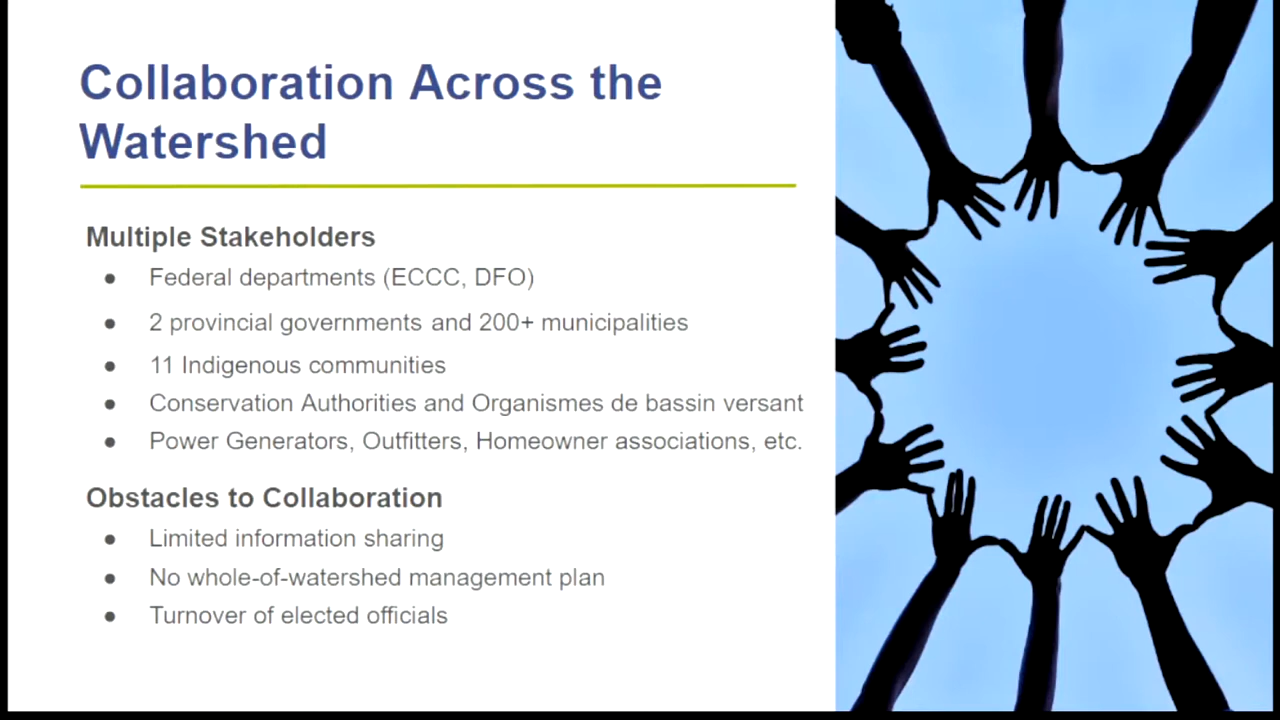 Collaboration Across the
Watershed
Multiple Stakeholders
● Federal departments (ECCC, DFO)
● 2 provincial governments and 200+ municipalities
● 11 Indigenous communities
● Conservation Authorities and Organismes de bassin versant
● Power Generators, Outfitters, Homeowner associations, etc.
Obstacles to Collaboration
● Limited information sharing
● No whole-of-watershed management plan
● Turnover of elected officials